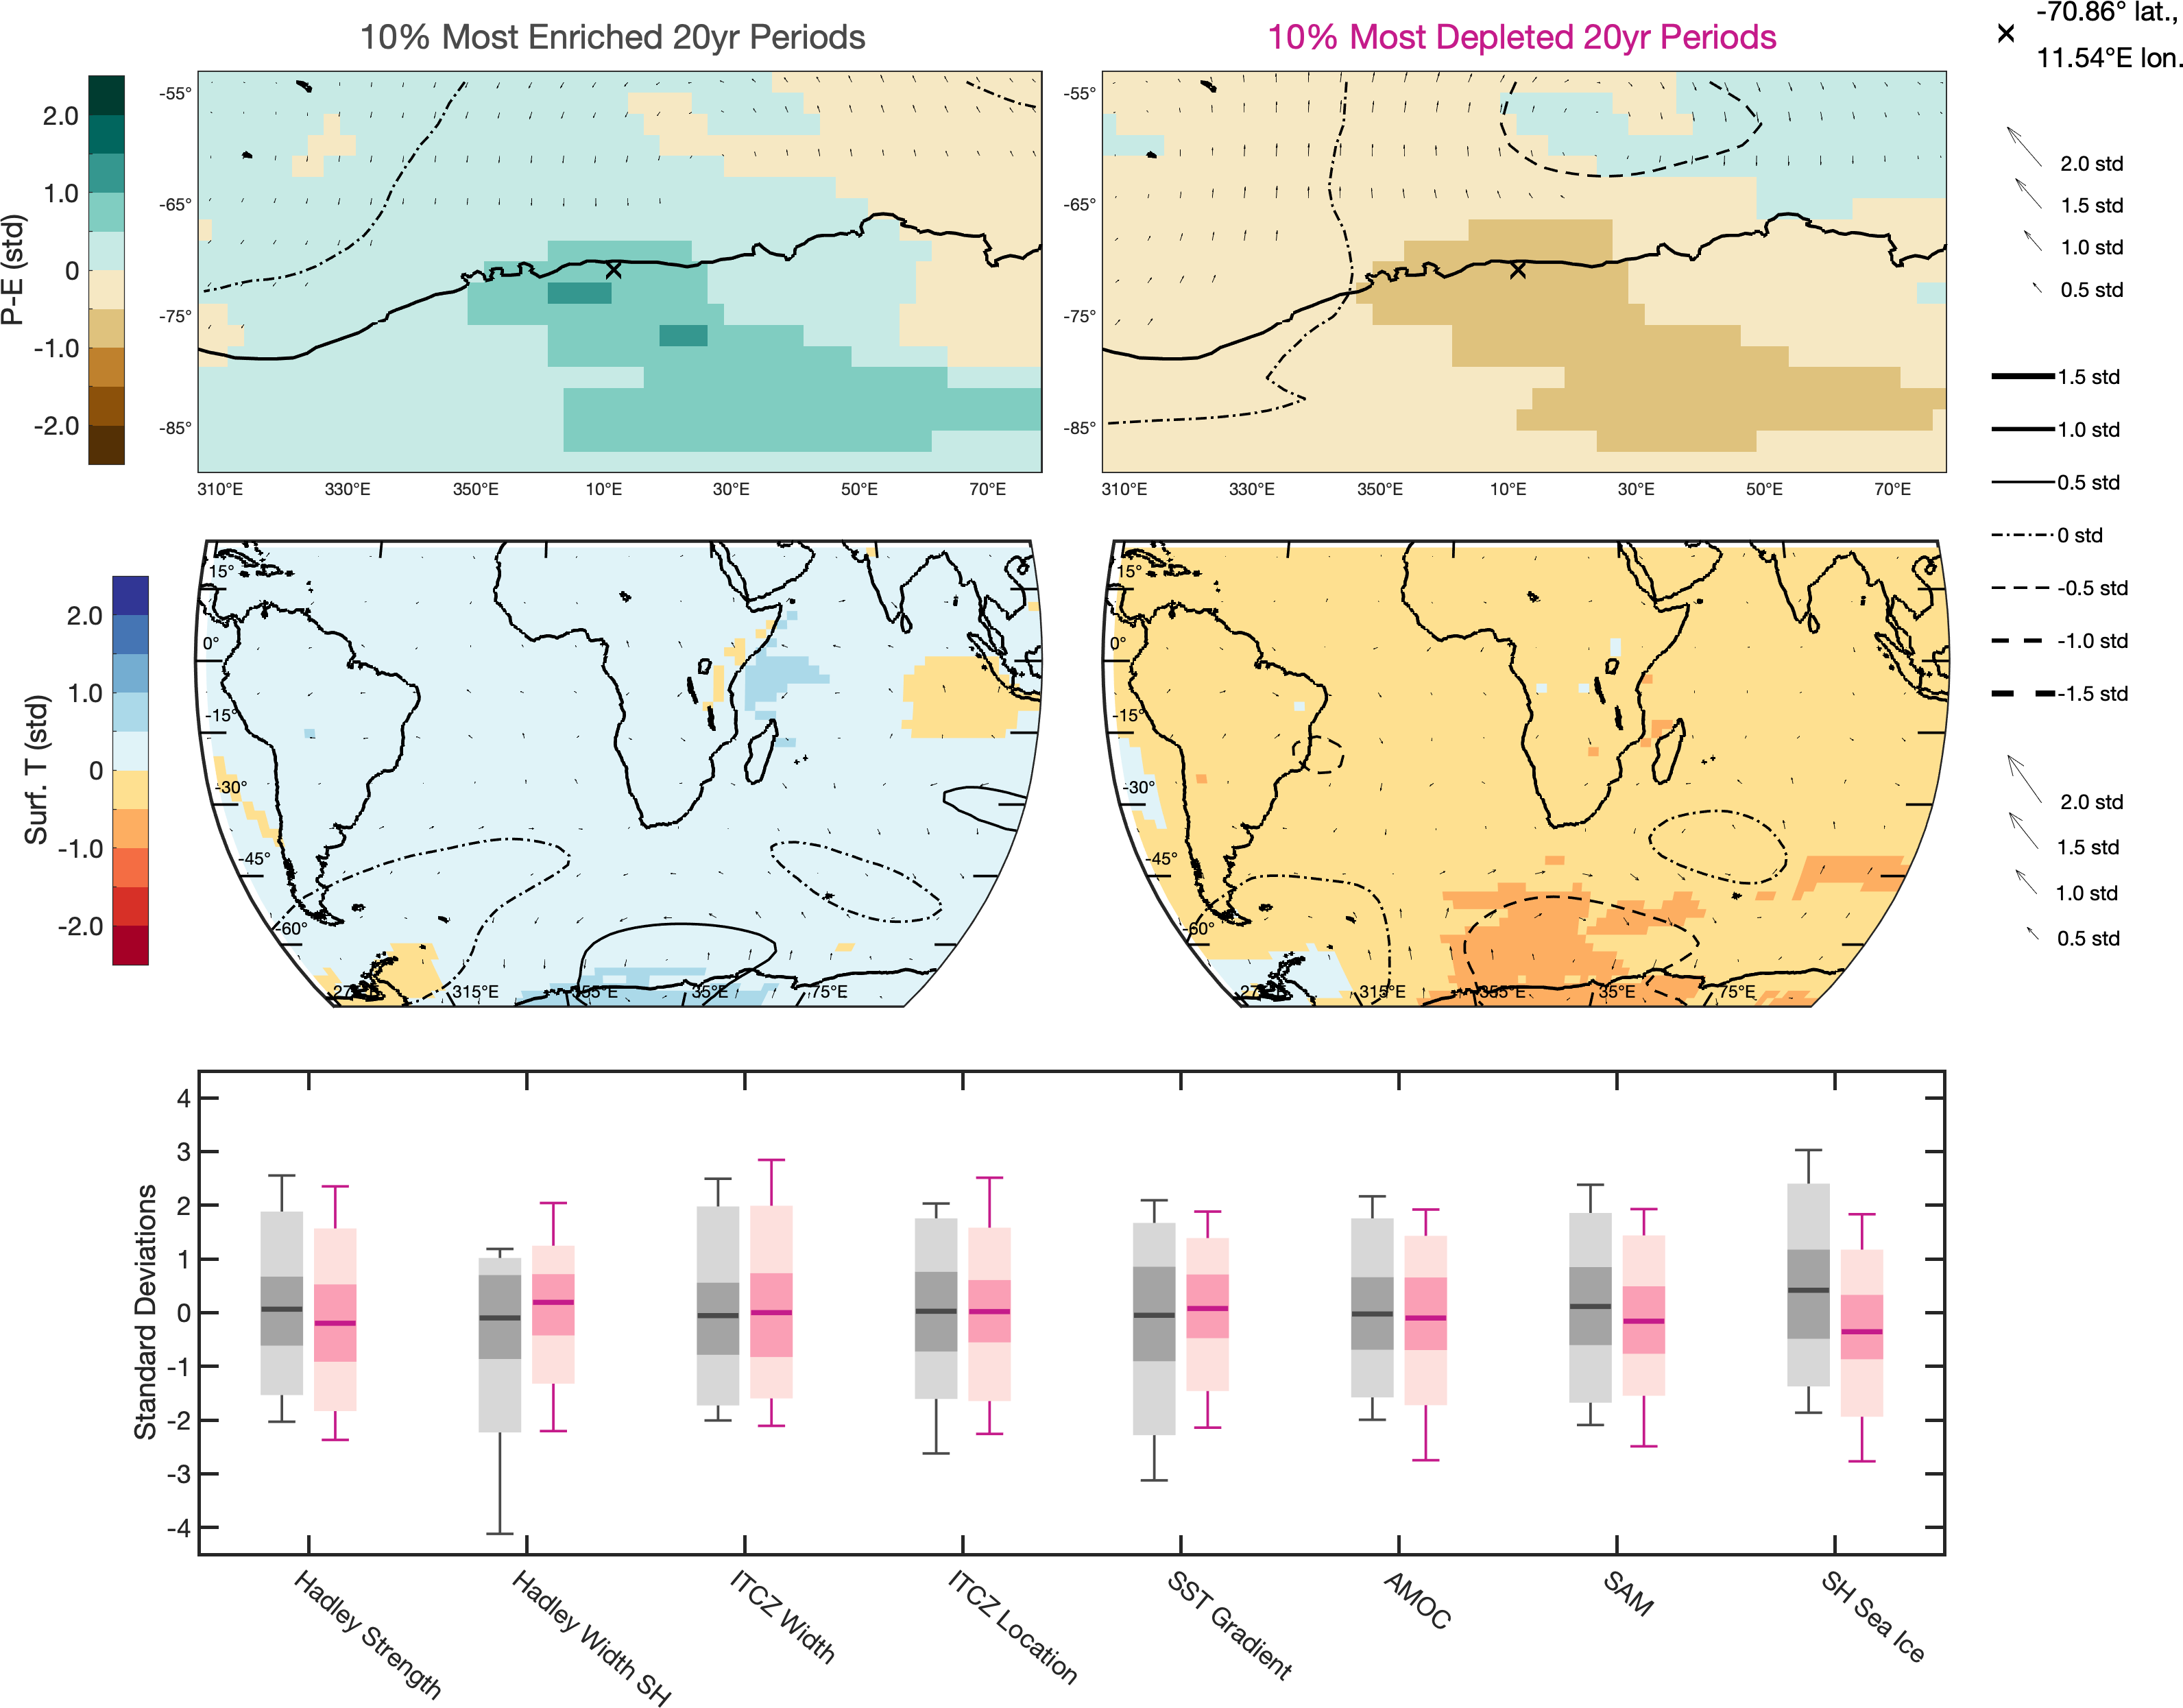 10% Most Enriched 20yr Periods
10% Most Depleted 20yr Periods
-70.86° lat.,
11.54°E lon.
P-E (std)
2.0
1.0
0
-1.0
-2.0
-55°
-65°
-75°
-85°
310°E 330°E 350°E 10°E 30°E 50°E 70°E
-55°
-65°
-75°
-85°
310°E 330°E 350°E 10°E 30°E 50°E 70°E
2.0 std
1.5 std
1.0 std
0.5 std
1.5 std
1.0 std
0.5 std
0 std
-0.5 std
-1.0 std
-1.5 std
2.0 std
1.5 std
1.0 std
0.5 std
Surf. T (std)
2.0
1.0
0
-1.0
-2.0
15°
0°
-15°
-30°
-45°
-60°
315°E 355°E 35°E 75°E
15°
0°
-15°
-30°
-45°
-60°
315°E 355°E 35°E 75°E
Standard Deviations
4
3
2
1
0
-1
-2
-3
-4
Hadley Strength
Hadley Width SH
ITCZ Width
ITCZ Location
SST Gradient
AMOC
SAM
SH Sea Ice